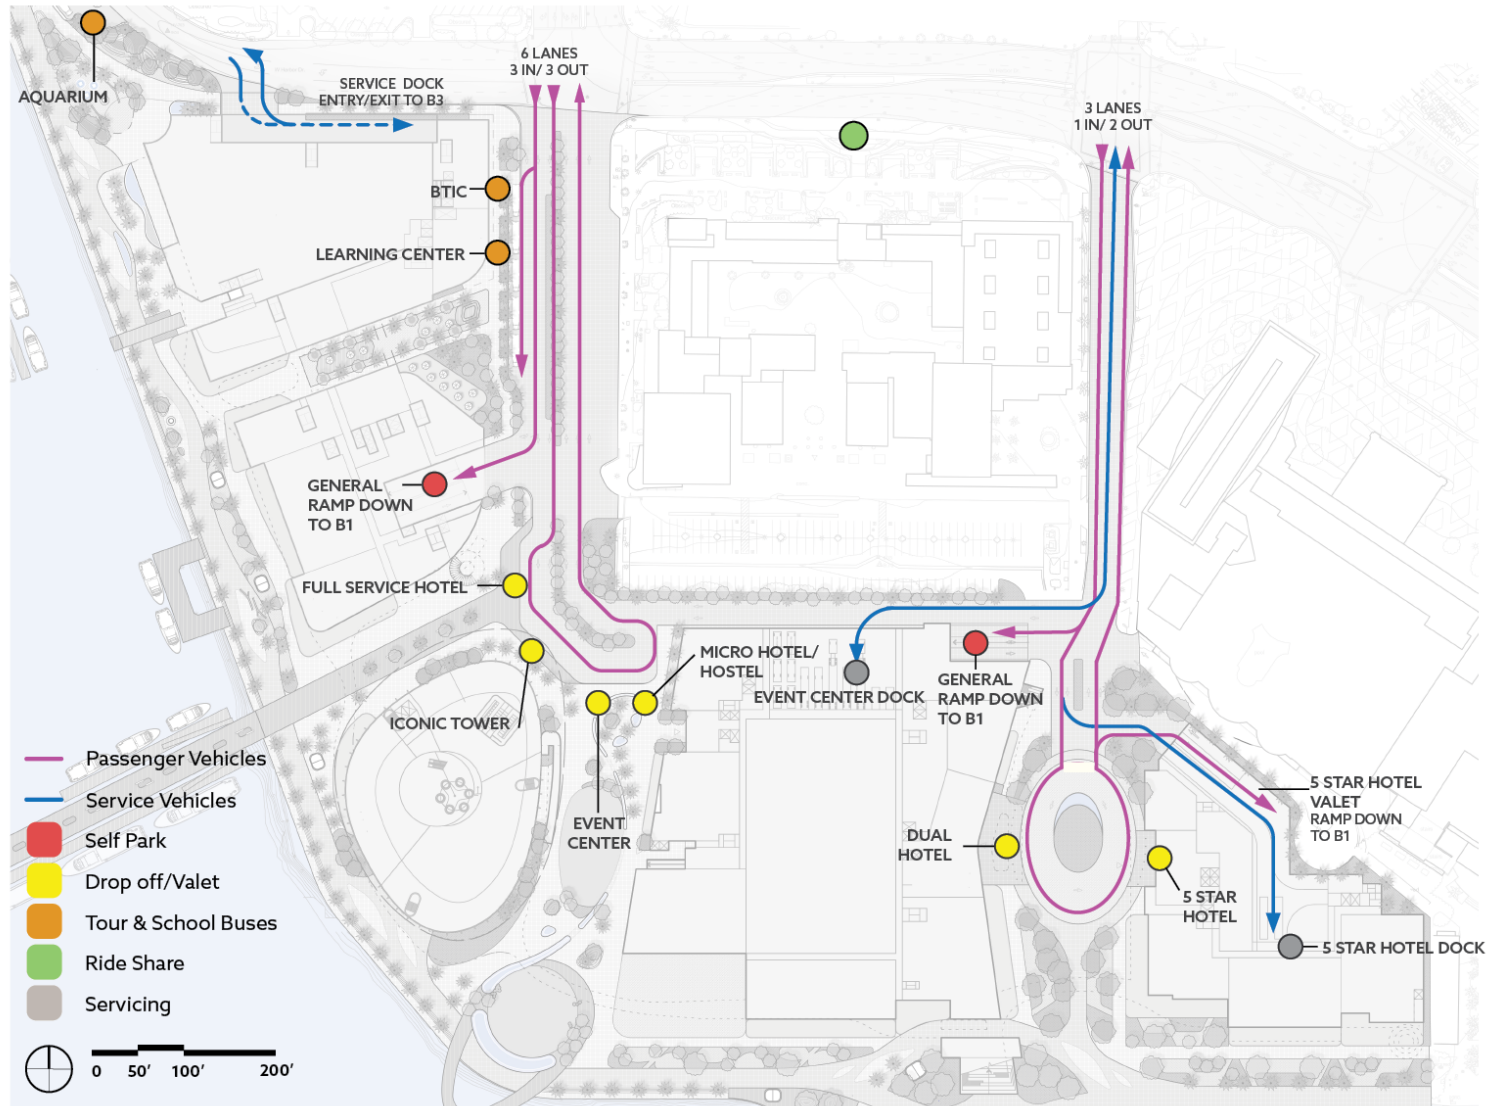 AQUARIUM
SERVICE DOCK
ENTRY/EXIT TO B3
6 LANES
3 IN/ 3 OUT
3 LANES
1 IN/ 2 OUT
BTIC
LEARNING CENTER
GENERAL
RAMP DOWN
TO B1
FULL SERVICE HOTEL
ICONIC TOWER
MICRO HOTEL/
HOSTEL
EVENT
CENTER
EVENT CENTER DOCK
GENERAL
RAMP DOWN
TO B1
DUAL
HOTEL
5 STAR
HOTEL
5 STAR HOTEL
VALET
RAMP DOWN
TO B1
5 STAR HOTEL DOCK
Passenger Vehicles
Service Vehicles
Self Park
Drop off/Valet
Tour & School Buses
Ride Share
Servicing
0 50' 100' 200'